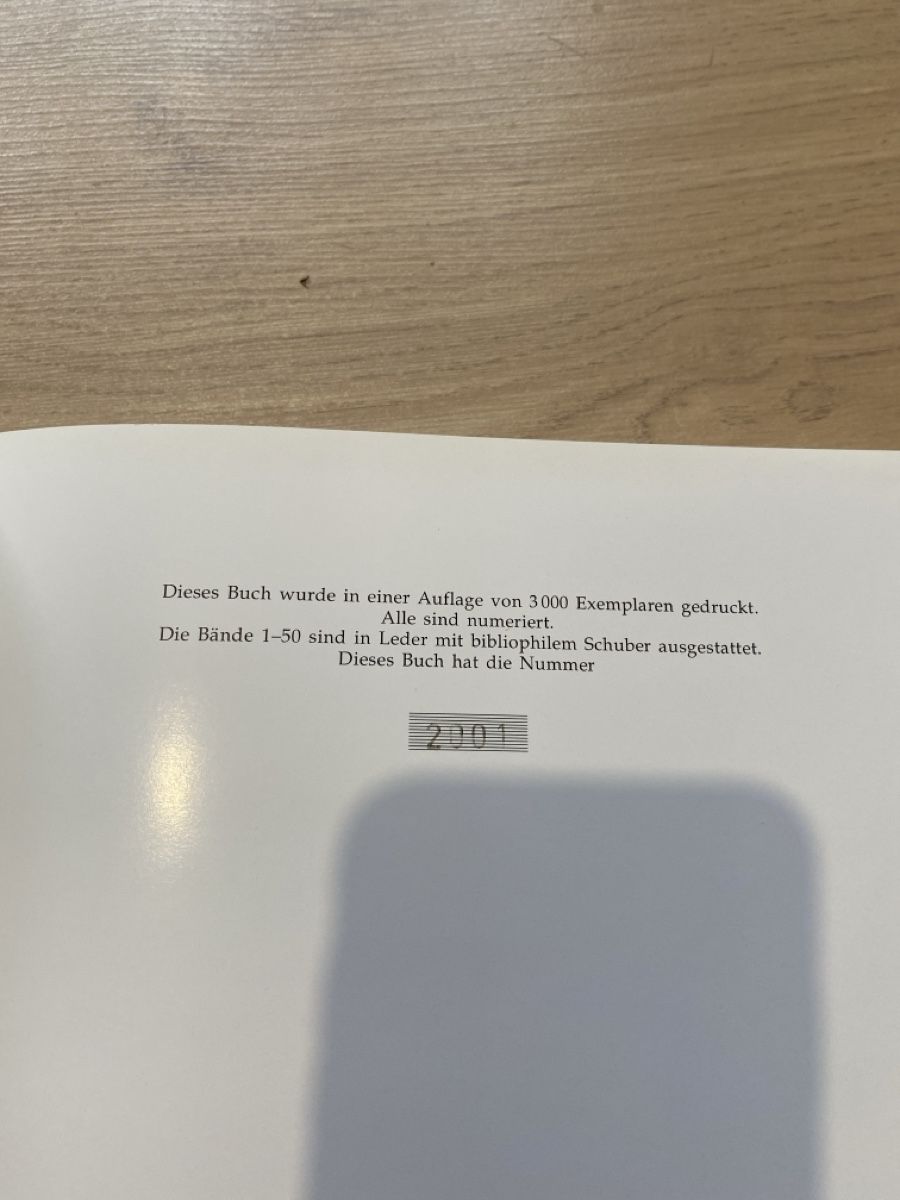 Dieses Buch wurde in einer Auflage von 3000 Exemplaren gedruckt.
Alle sind numeriert.
Die Bände 1–50 sind in Leder mit bibliophilem Schuber ausgestattet.
Dieses Buch hat die Nummer
2001